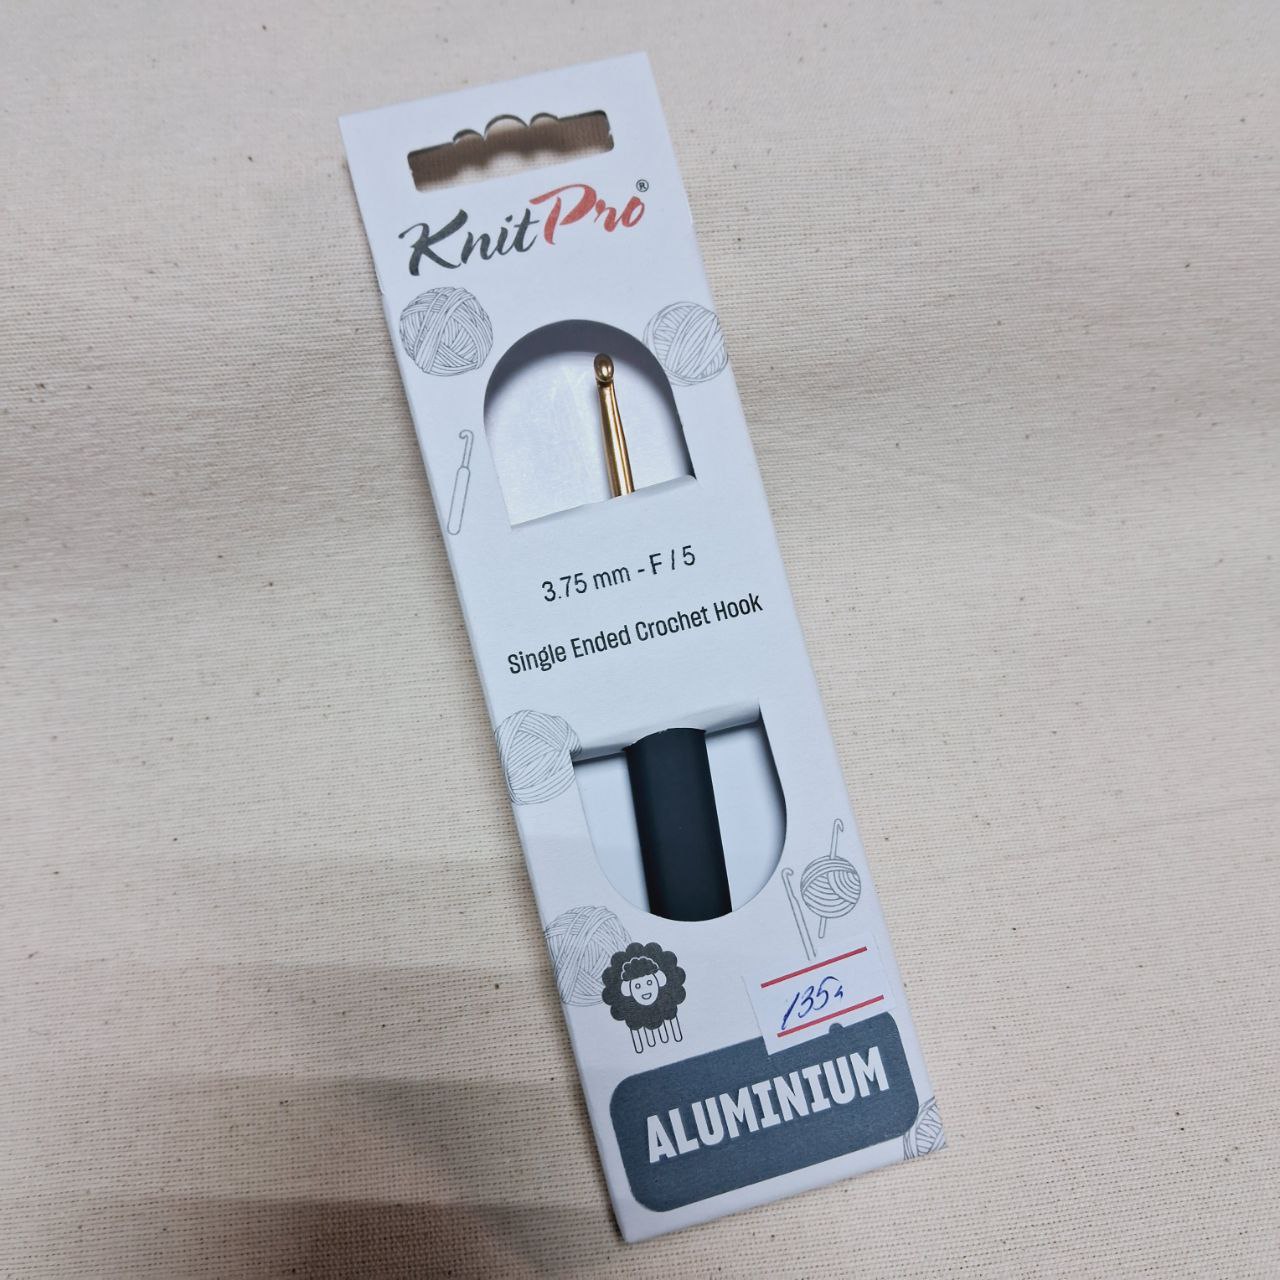 KnitPro®
3.75 mm - F / 5
Single Ended Crochet Hook
135
ALUMINIUM